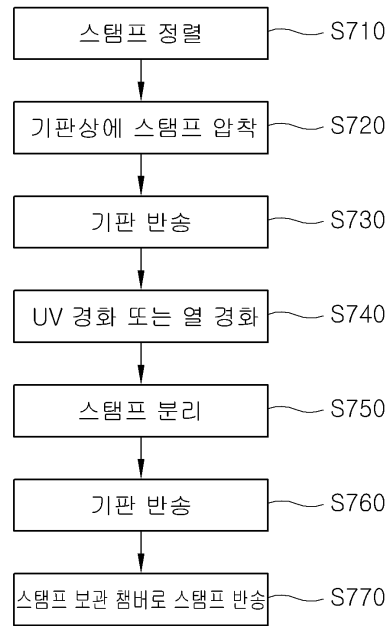 스탬프 정렬 S710
기판상에 스탬프 압착 S720
기판 반송 S730
UV 경화 또는 열 경화 S740
스탬프 분리 S750
기판 반송 S760
스탬프 보관 챔버로 스탬프 반송 S770